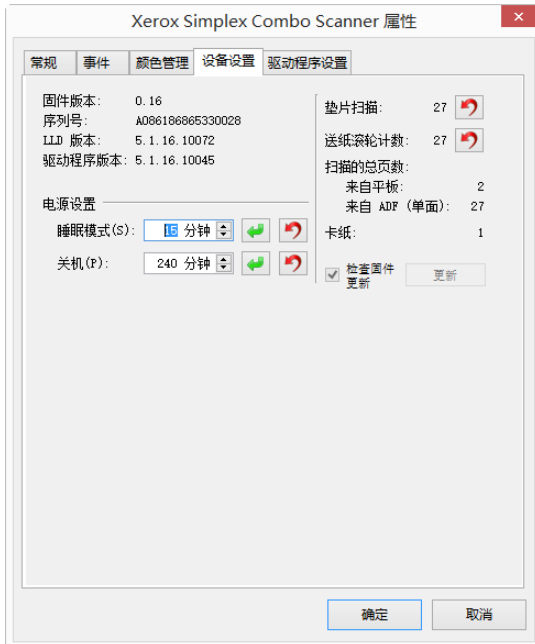 Xerox Simplex Combo Scanner 属性
常规 事件 颜色管理 设备设置 驱动程序设置
固件版本: 0.16
序列号: A086186865330028
LLD 版本: 5.1.16.10072
驱动程序版本: 5.1.16.10045
电源设置
睡眠模式(S): 15 分钟
关机(P): 240 分钟
垫片扫描: 27
送纸滚轮计数: 27
扫描的总页数:
来自平板: 2
来自 ADF (单面): 27
卡纸: 1
检查固件
更新
更新
确定 取消